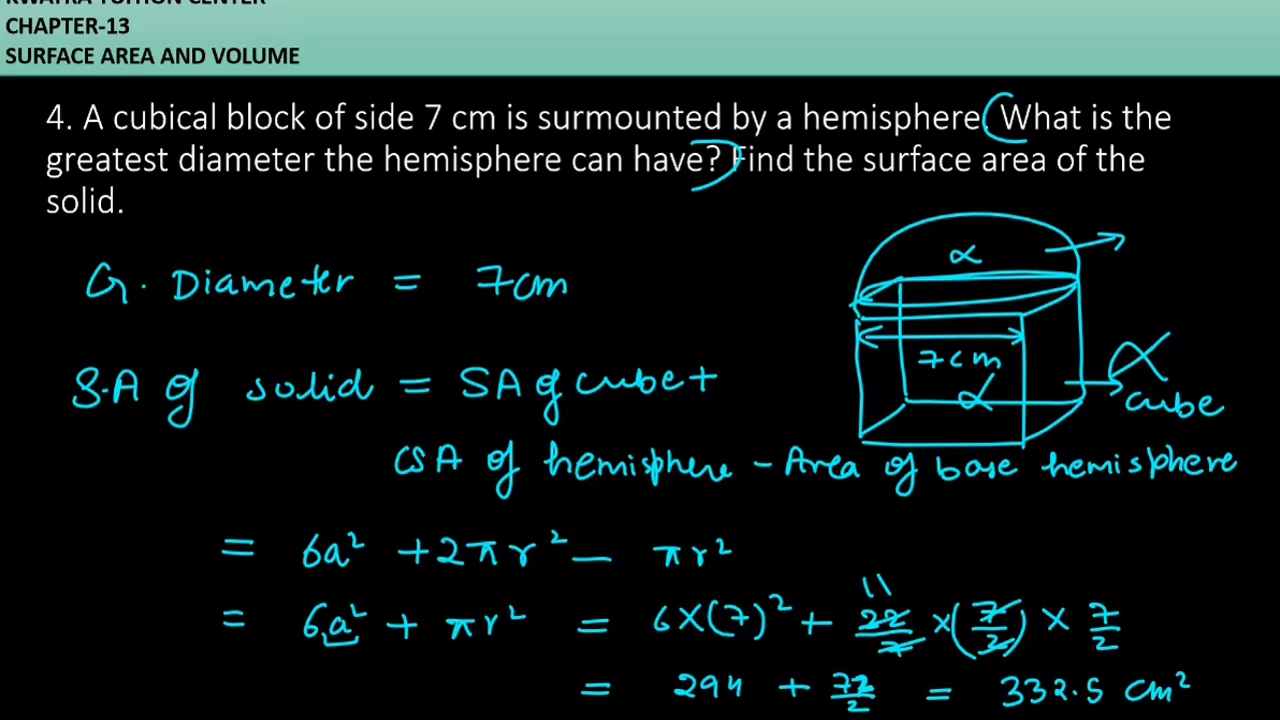 KWATRA TUITION CENTER
CHAPTER-13
SURFACE AREA AND VOLUME
4. A cubical block of side 7 cm is surmounted by a hemisphere. What is the
greatest diameter the hemisphere can have? Find the surface area of the
solid.
G. Diameter = 7cm
S.A of solid = SA of cube +
CSA of hemisphere - Area of base hemisphere
= 6a² + 2πr² - πr²
= 6a² + πr² = 6×(7)² + 22/7 × (7/2) × 7/2
11
= 294 + 77/2 = 332.5 cm²
α
7cm
α
cube